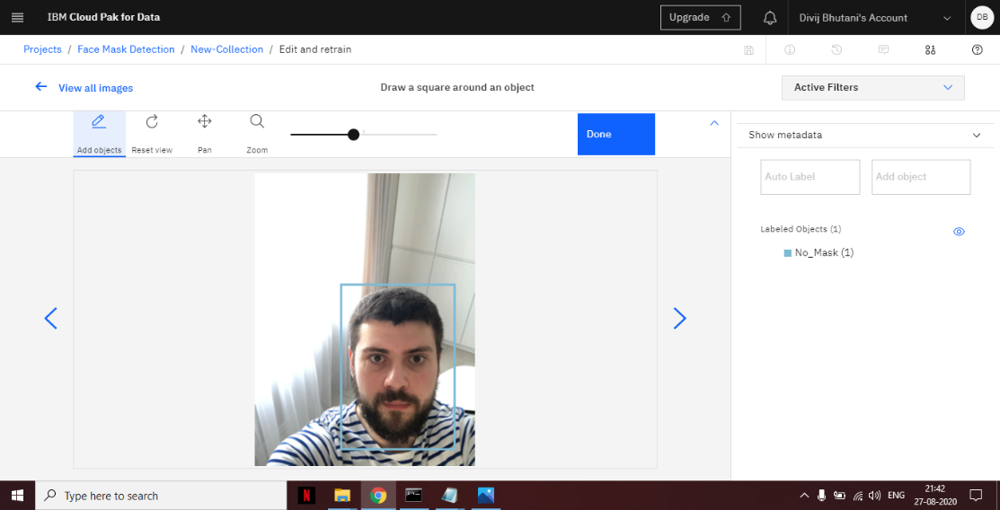 IBM Cloud Pak for Data
Upgrade
Divij Bhutani's Account
DB
Projects / Face Mask Detection / New-Collection / Edit and retrain
View all images
Draw a square around an object
Active Filters
Add objects
Reset view
Pan
Zoom
Done
Show metadata
Auto Label
Add object
Labeled Objects (1)
No_Mask (1)
N
Type here to search
ENG
21:42
27-08-2020